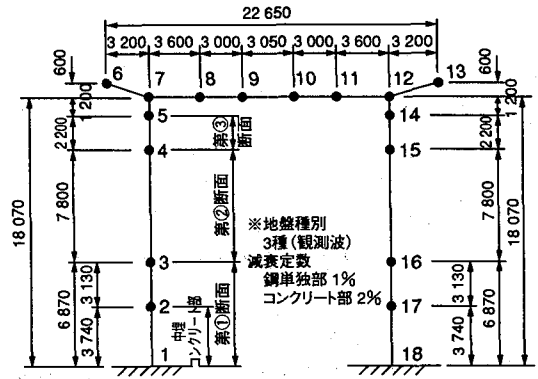 22 650
3 200 3 600 3 000 3 050 3 000 3 600 3 200
600 6 7 8 9 10 11 12 13 600
1 200 5 14 1 200
2 200 4 第③断面 15 2 200
18 070 7 800 第②断面 7 800 18 070
※地盤種別
3種(観測波)
減衰定数
鋼単独部 1%
コンクリート部 2%
3 16
6 870 3 130 2 17 3 130 6 870
3 740 中埋コンクリート部 第①断面 3 740
1 18